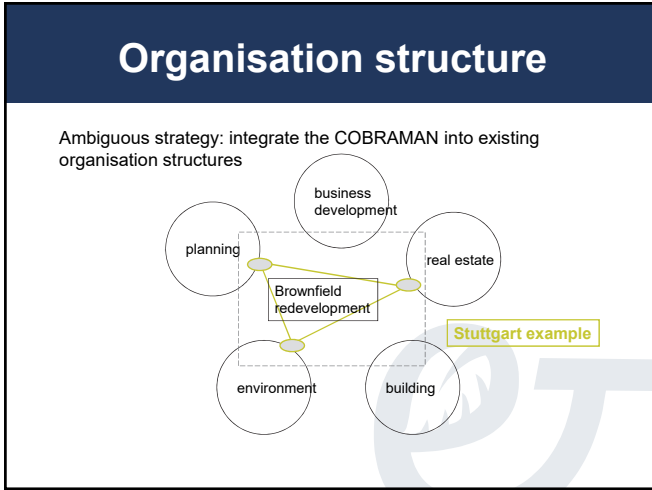 Organisation structure
Ambiguous strategy: integrate the COBRAMAN into existing
organisation structures
business
development
planning
real estate
Brownfield
redevelopment
Stuttgart example
environment
building